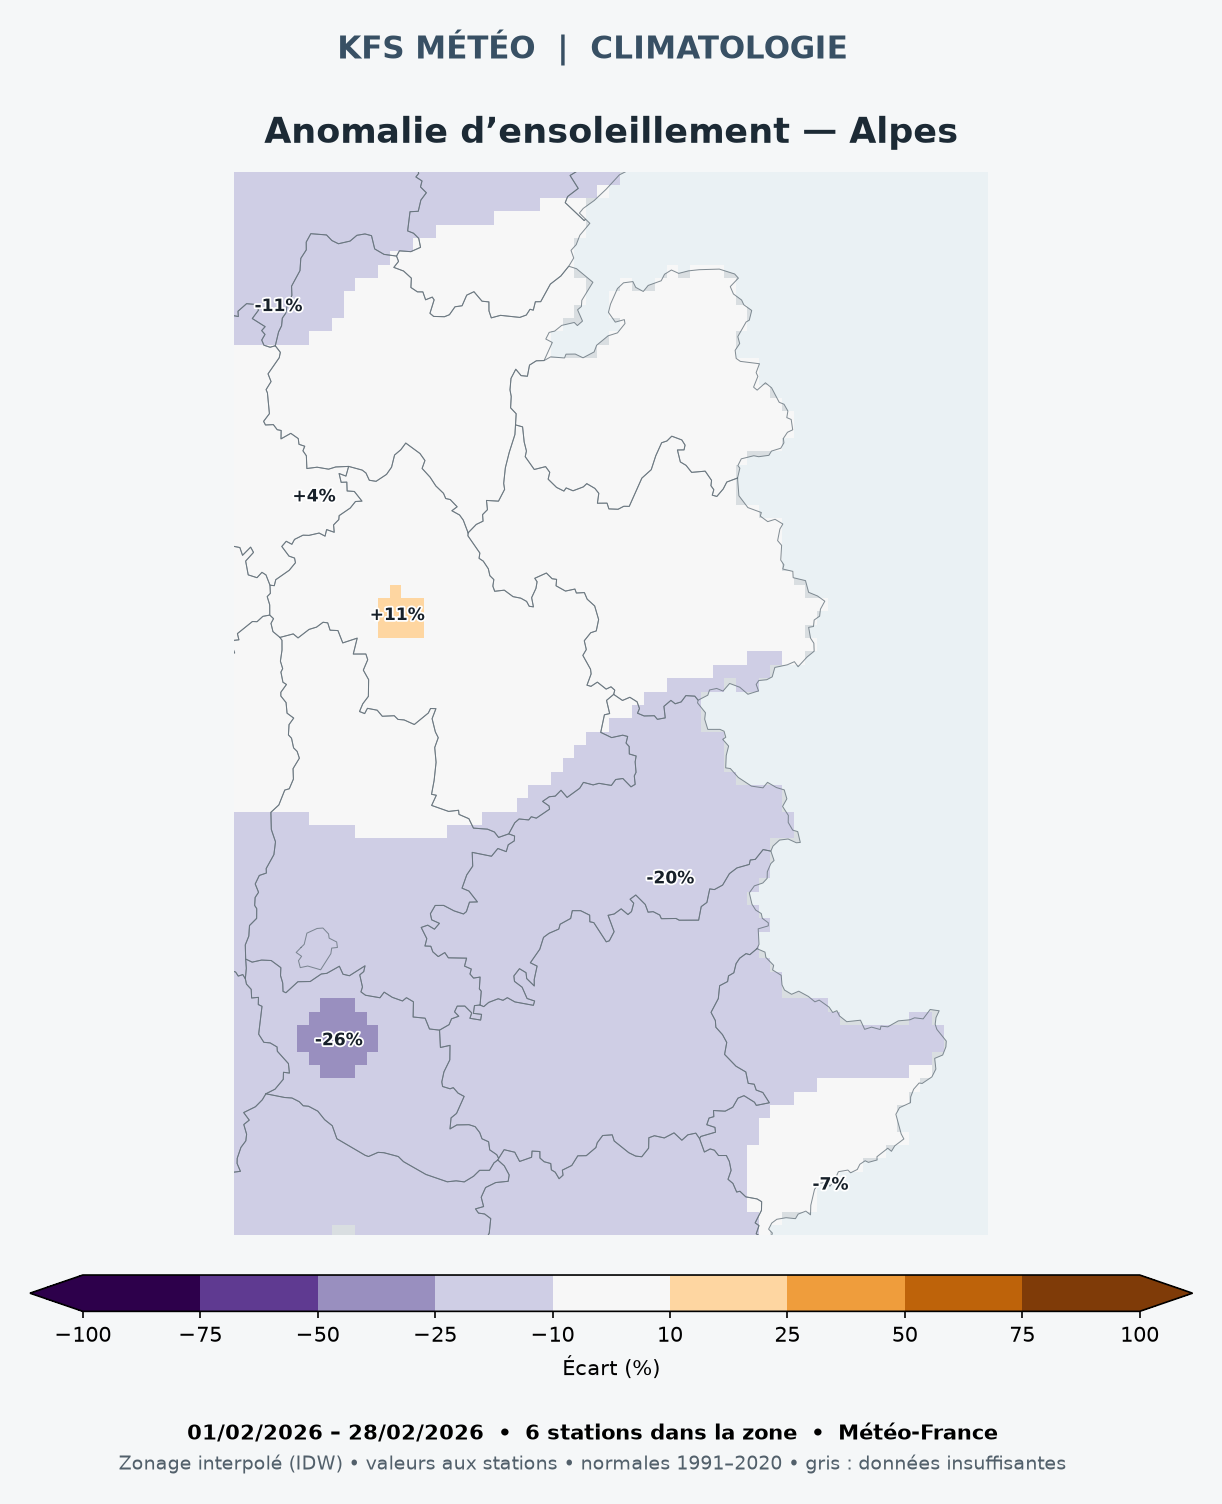 KFS MÉTÉO | CLIMATOLOGIE
Anomalie d’ensoleillement — Alpes
-11%
+4%
+11%
-20%
-26%
-7%
−100 −75 −50 −25 −10 10 25 50 75 100
Écart (%)
01/02/2026 – 28/02/2026 • 6 stations dans la zone • Météo-France
Zonage interpolé (IDW) • valeurs aux stations • normales 1991–2020 • gris : données insuffisantes